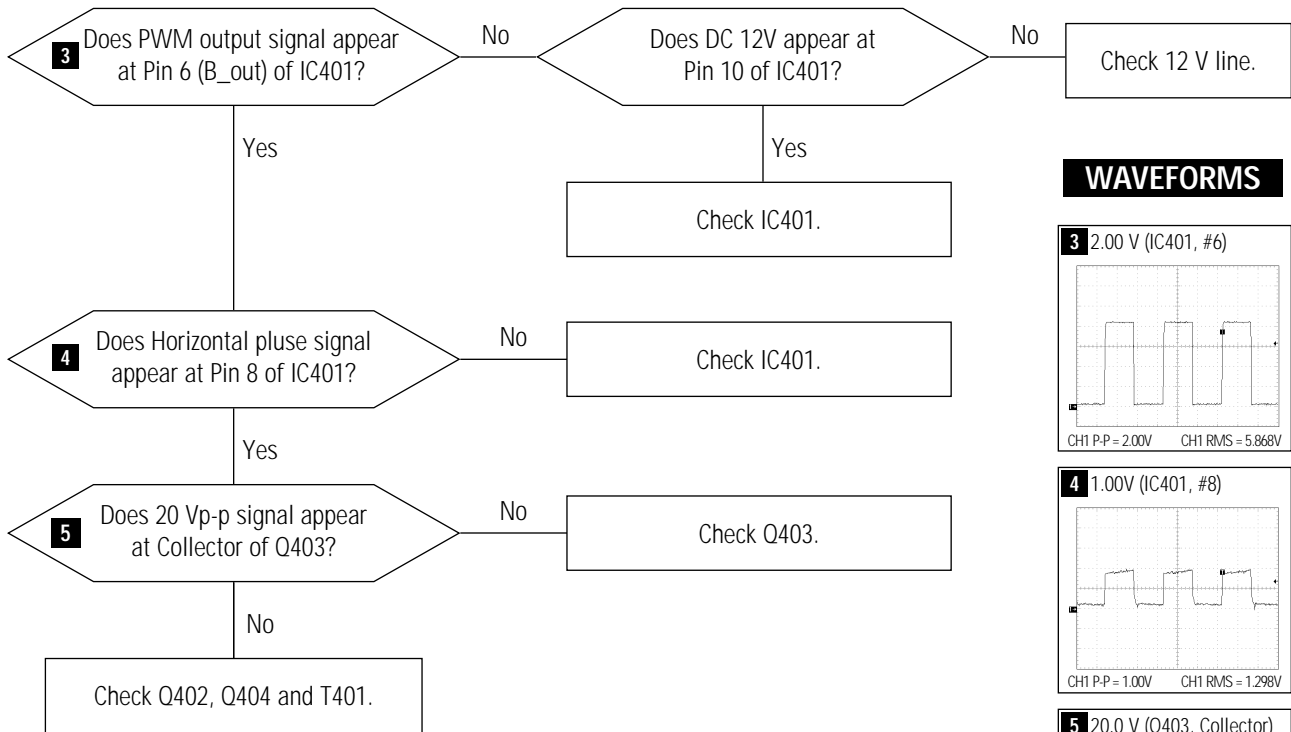 3 Does PWM output signal appear
at Pin 6 (B_out) of IC401?
No
Does DC 12V appear at
Pin 10 of IC401?
No
Check 12 V line.
Yes
Yes
Check IC401.
4 Does Horizontal pluse signal
appear at Pin 8 of IC401?
No
Check IC401.
Yes
5 Does 20 Vp-p signal appear
at Collector of Q403?
No
Check Q403.
No
Check Q402, Q404 and T401.
WAVEFORMS
3 2.00 V (IC401, #6)
CH1 P-P = 2.00V CH1 RMS = 5.868V
4 1.00V (IC401, #8)
CH1 P-P = 1.00V CH1 RMS = 1.298V
5 20.0 V (Q403, Collector)